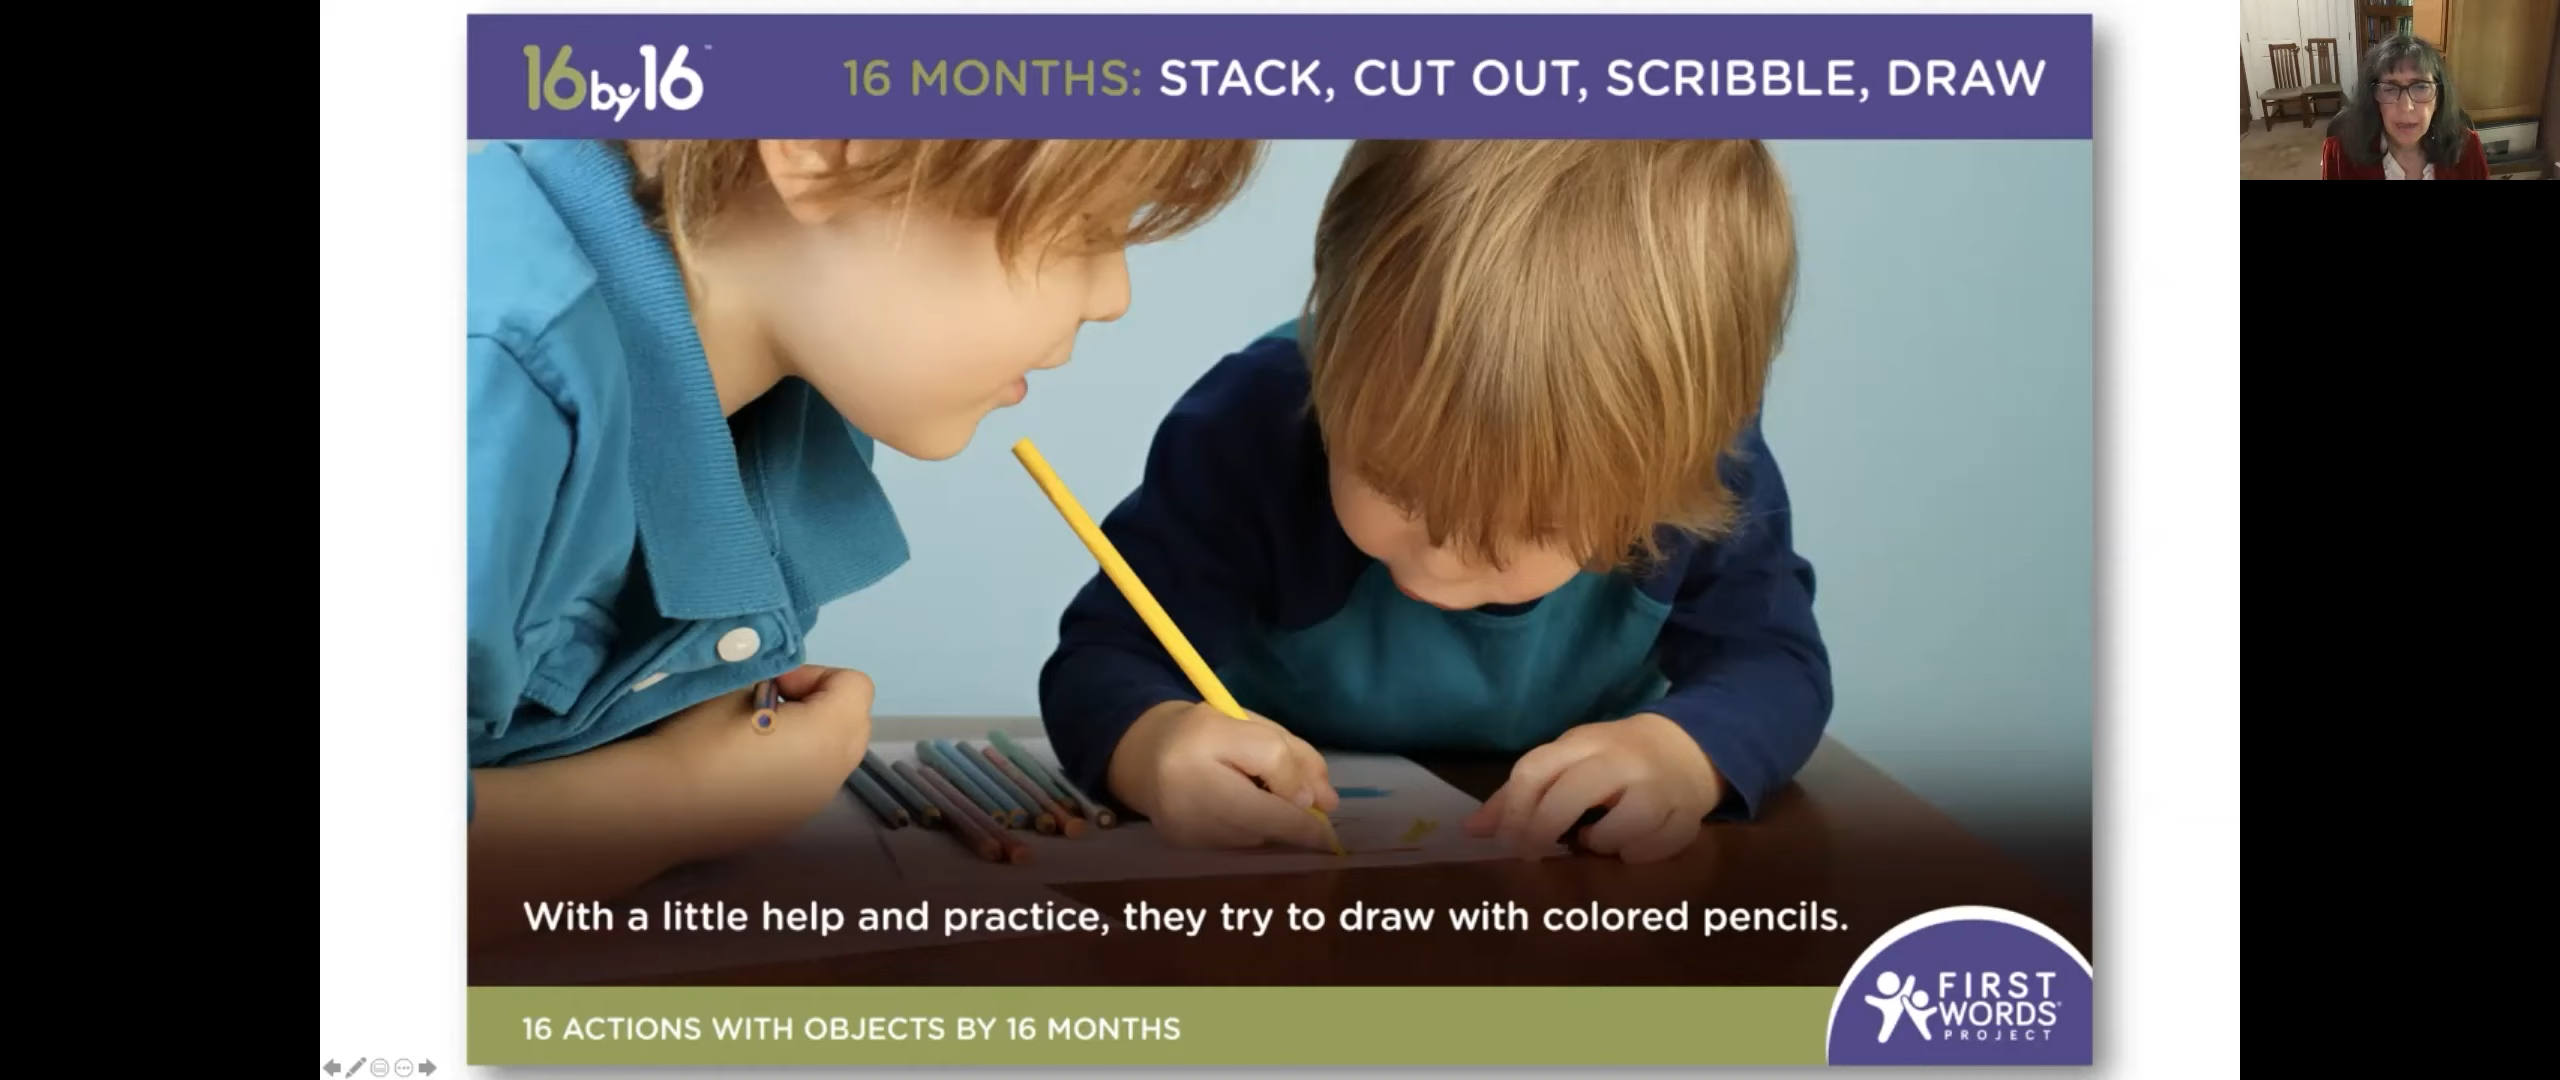 16by16™
16 MONTHS: STACK, CUT OUT, SCRIBBLE, DRAW
With a little help and practice, they try to draw with colored pencils.
16 ACTIONS WITH OBJECTS BY 16 MONTHS
FIRST
WORDS®
PROJECT